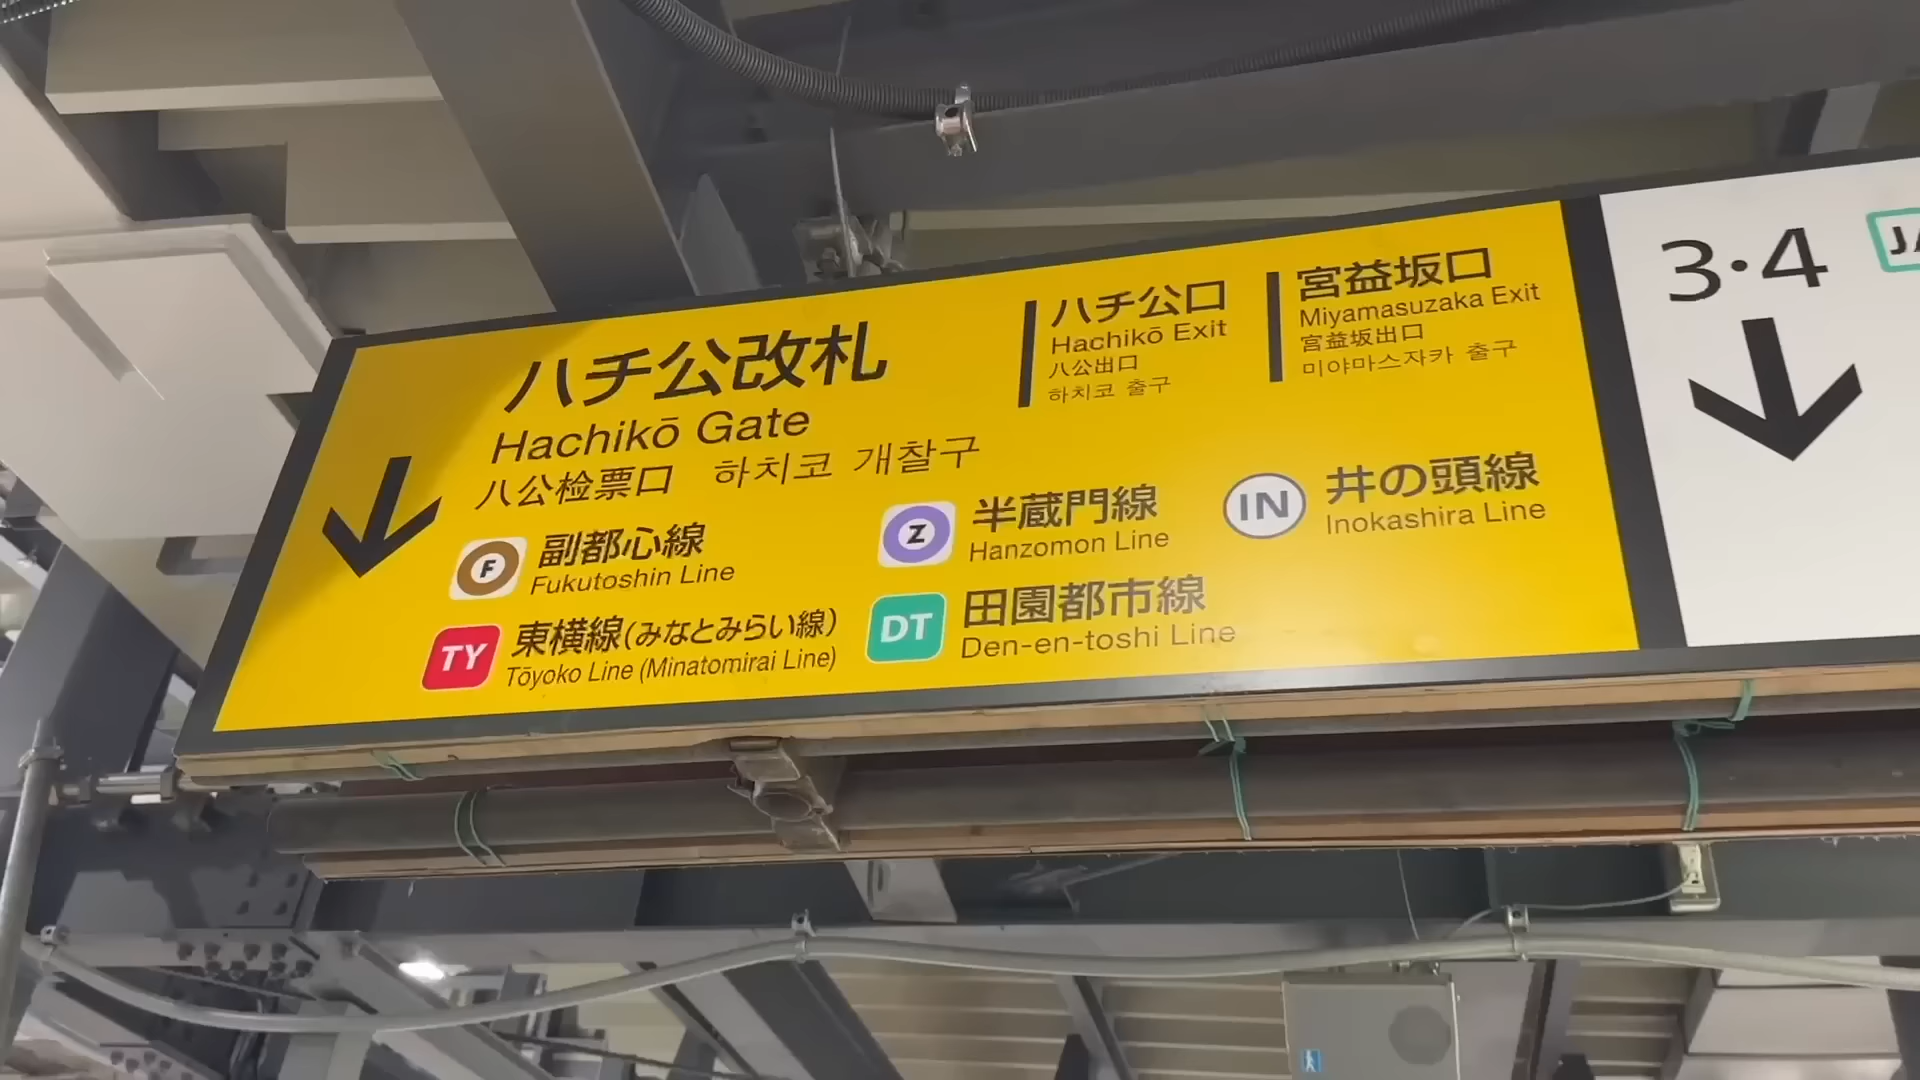 ハチ公改札
Hachikō Gate
八公检票口 하치코 개찰구
ハチ公口
Hachikō Exit
八公出口
하치코 출구
宮益坂口
Miyamasuzaka Exit
宮益坂出口
미야마스자카 출구
F 副都心線
Fukutoshin Line
Z 半蔵門線
Hanzomon Line
IN 井の頭線
Inokashira Line
TY 東横線(みなとみらい線)
Tōyoko Line (Minatomirai Line)
DT 田園都市線
Den-en-toshi Line
3·4